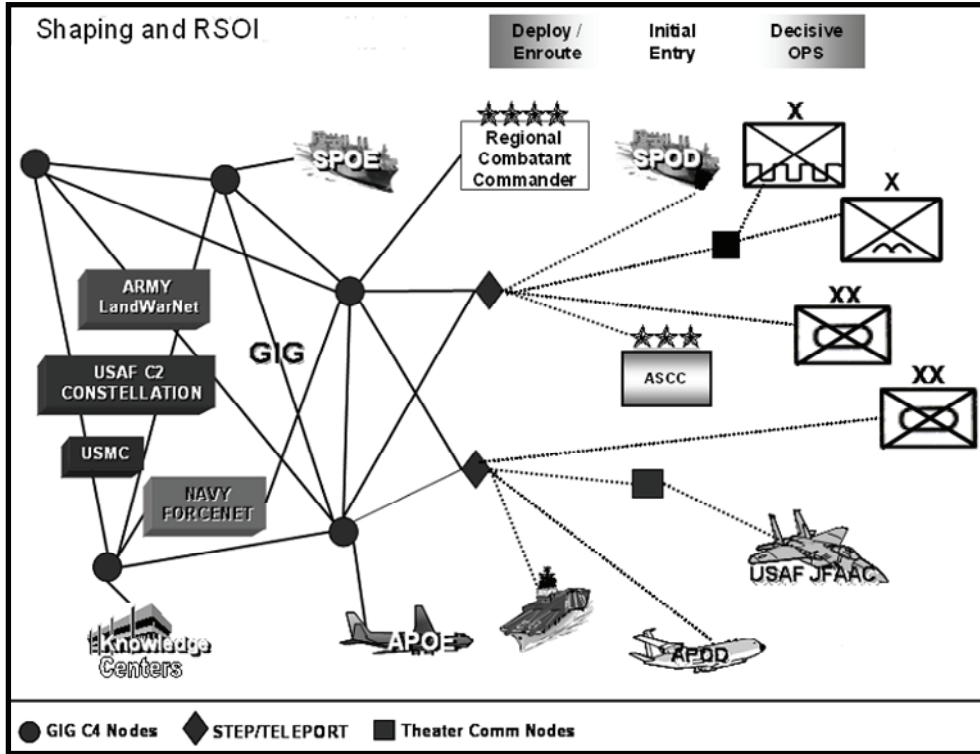 Shaping and RSOI
Deploy /
Enroute
Initial
Entry
Decisive
OPS
SPOE
Regional
Combatant
Commander
SPOD
X
X
XX
XX
ARMY
LandWarNet
GIG
USAF C2
CONSTELLATION
ASCC
USMC
NAVY
FORCENET
USAF JFAAC
Knowledge
Centers
APOE
APOD
GIG C4 Nodes
STEP/TELEPORT
Theater Comm Nodes